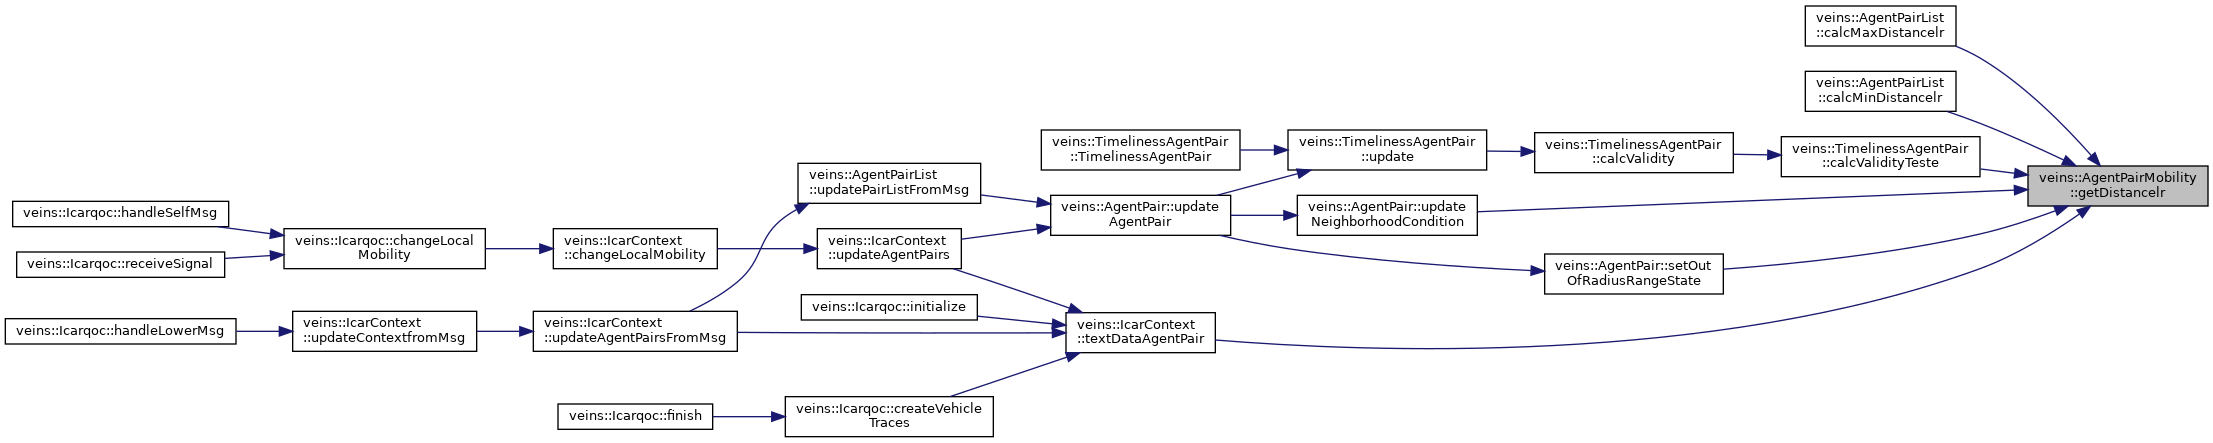 veins::AgentPairList
::calcMaxDistancelr
veins::AgentPairList
::calcMinDistancelr
veins::TimelinessAgentPair
::TimelinessAgentPair
veins::TimelinessAgentPair
::update
veins::TimelinessAgentPair
::calcValidity
veins::TimelinessAgentPair
::calcValidityTeste
veins::AgentPairMobility
::getDistancelr
veins::AgentPairList
::updatePairListFromMsg
veins::AgentPair::update
AgentPair
veins::AgentPair::update
NeighborhoodCondition
veins::Icarqoc::handleSelfMsg
veins::Icarqoc::receiveSignal
veins::Icarqoc::changeLocal
Mobility
veins::IcarContext
::changeLocalMobility
veins::IcarContext
::updateAgentPairs
veins::AgentPair::setOut
OfRadiusRangeState
veins::Icarqoc::initialize
veins::Icarqoc::handleLowerMsg
veins::IcarContext
::updateContextfromMsg
veins::IcarContext
::updateAgentPairsFromMsg
veins::IcarContext
::textDataAgentPair
veins::Icarqoc::finish
veins::Icarqoc::createVehicle
Traces